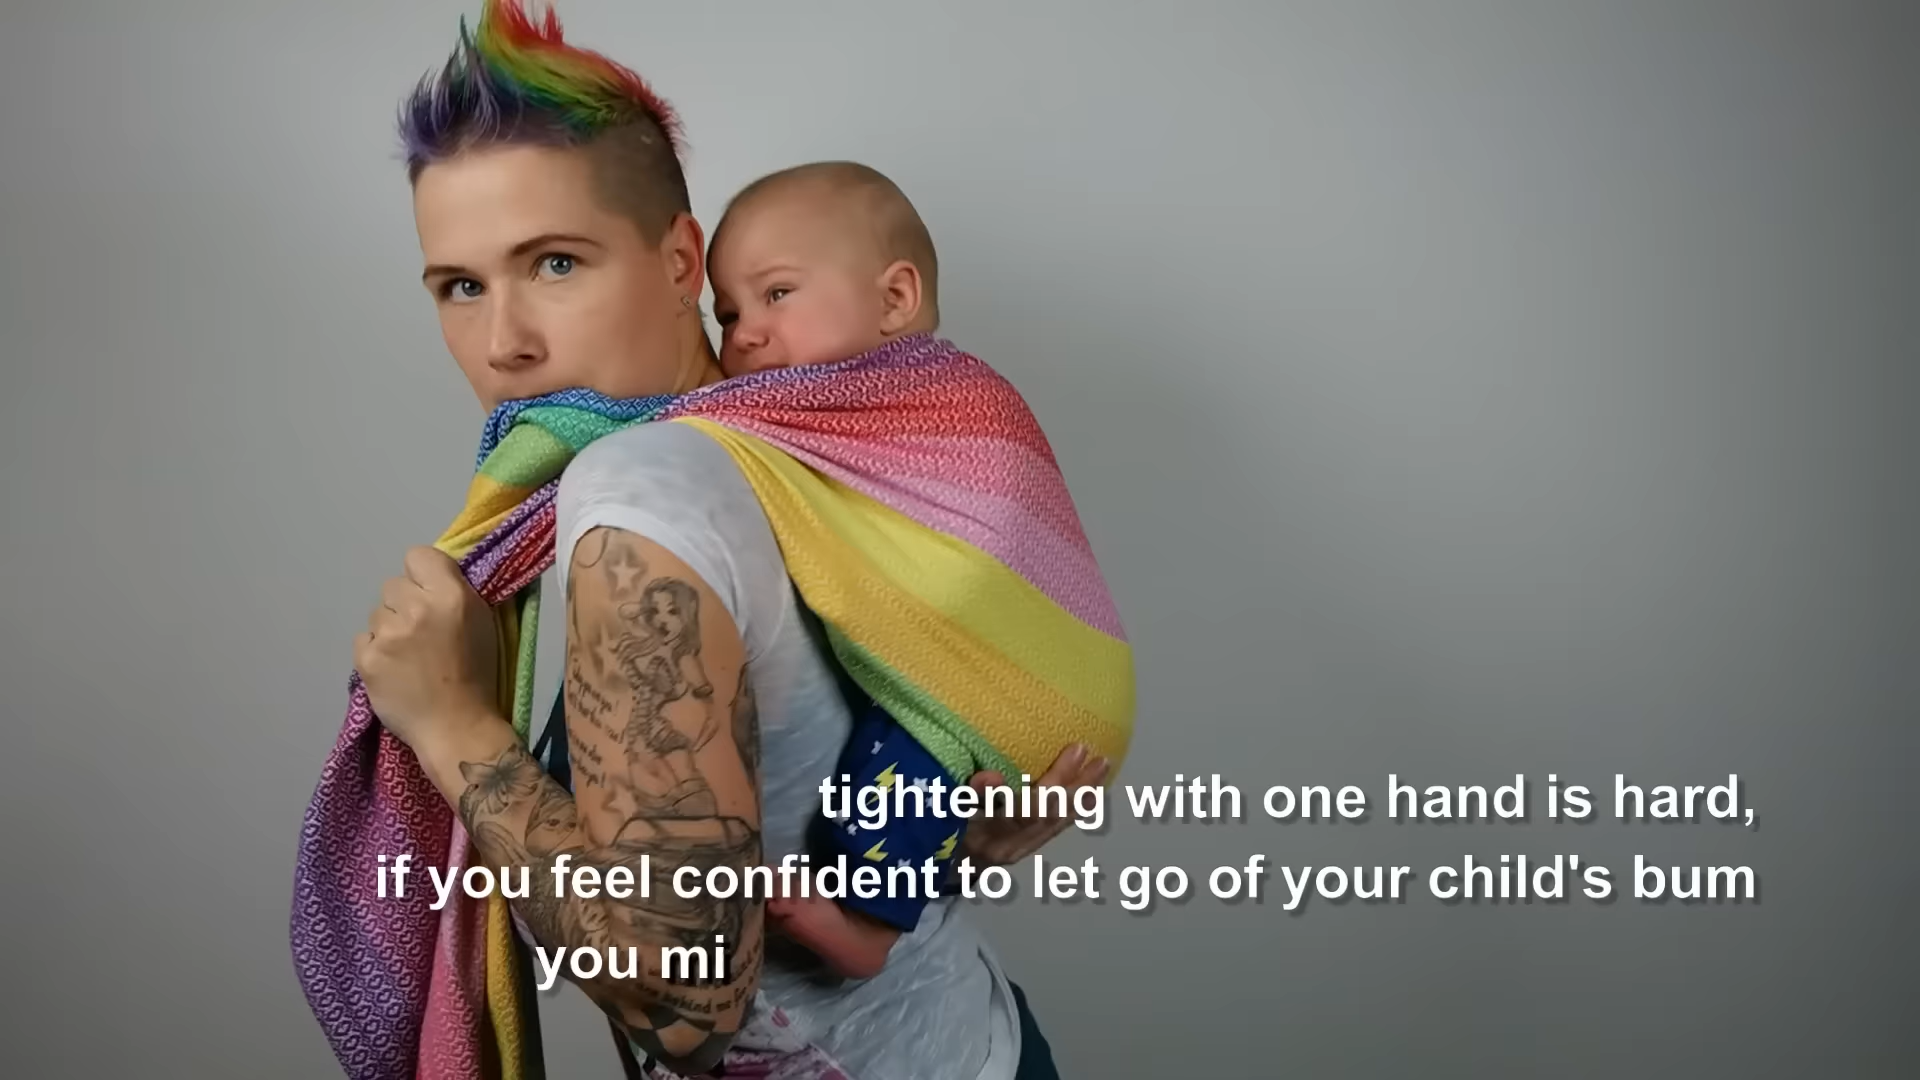 tightening with one hand is hard,
if you feel confident to let go of your child's bum
you mi